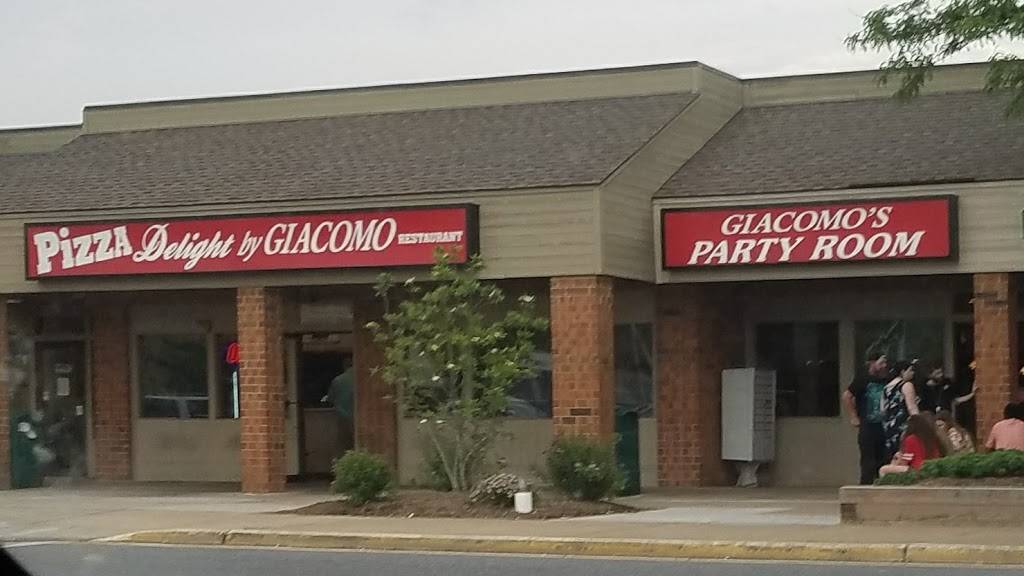 PizzA Delight by GIACOMO RESTAURANT
GIACOMO'S
PARTY ROOM